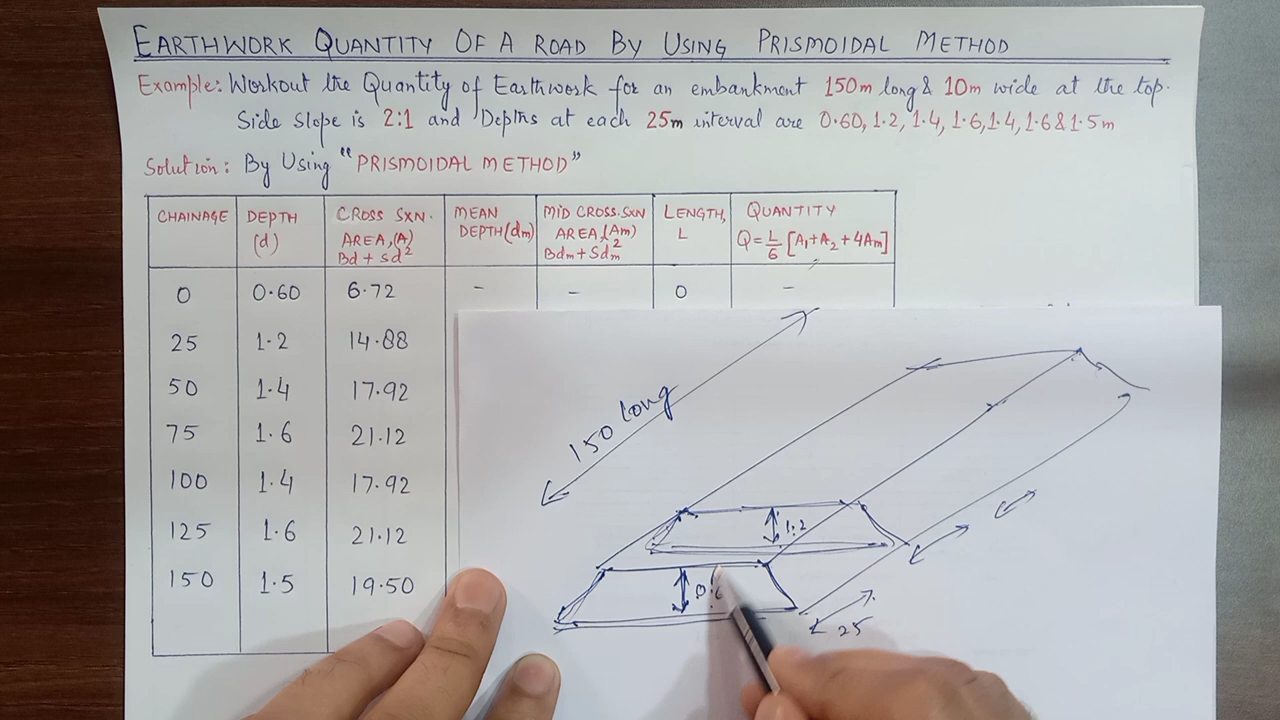 EARTHWORK QUANTITY OF A ROAD BY USING PRISMOIDAL METHOD
Example: Workout the Quantity of Earthwork for an embankment 150m long & 10m wide at the top.
Side Slope is 2:1 and Depths at each 25m interval are 0.60, 1.2, 1.4, 1.6, 1.4, 1.6 & 1.5m
Solution: By Using "PRISMOIDAL METHOD"
CHAINAGE DEPTH (d) CROSS SXN. AREA, (A) Bd + Sd² MEAN DEPTH (dm) MID CROSS. SXN AREA, (Am) Bdm + Sdm² LENGTH, L QUANTITY Q = L/6 [A1 + A2 + 4Am]
0 0.60 6.72 - - 0 -
25 1.2 14.88
50 1.4 17.92
75 1.6 21.12
100 1.4 17.92
125 1.6 21.12
150 1.5 19.50
150 long
1.2
25